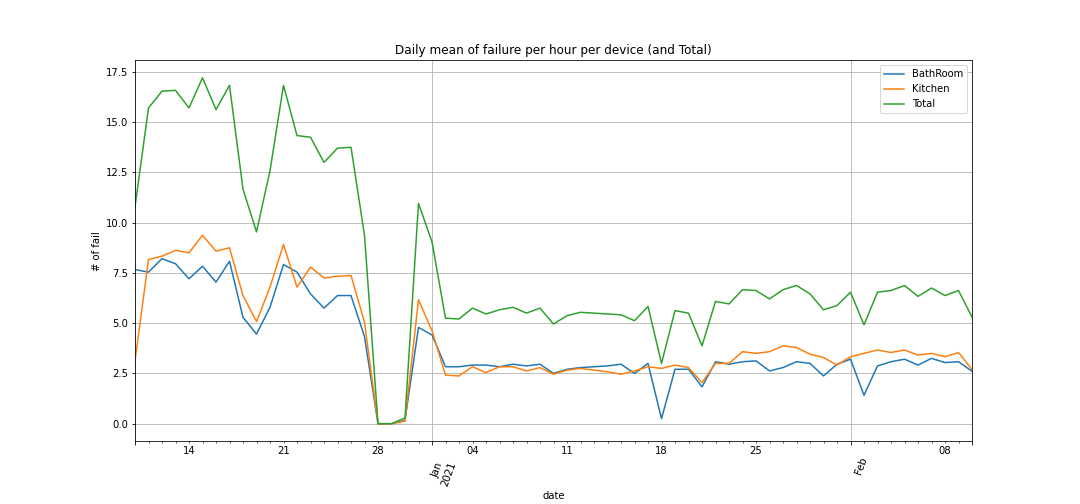 Daily mean of failure per hour per device (and Total)
17.5
15.0
12.5
10.0
7.5
5.0
2.5
0.0
# of fail
BathRoom
Kitchen
Total
14
21
28
Jan
2021
04
11
18
25
Feb
08
date